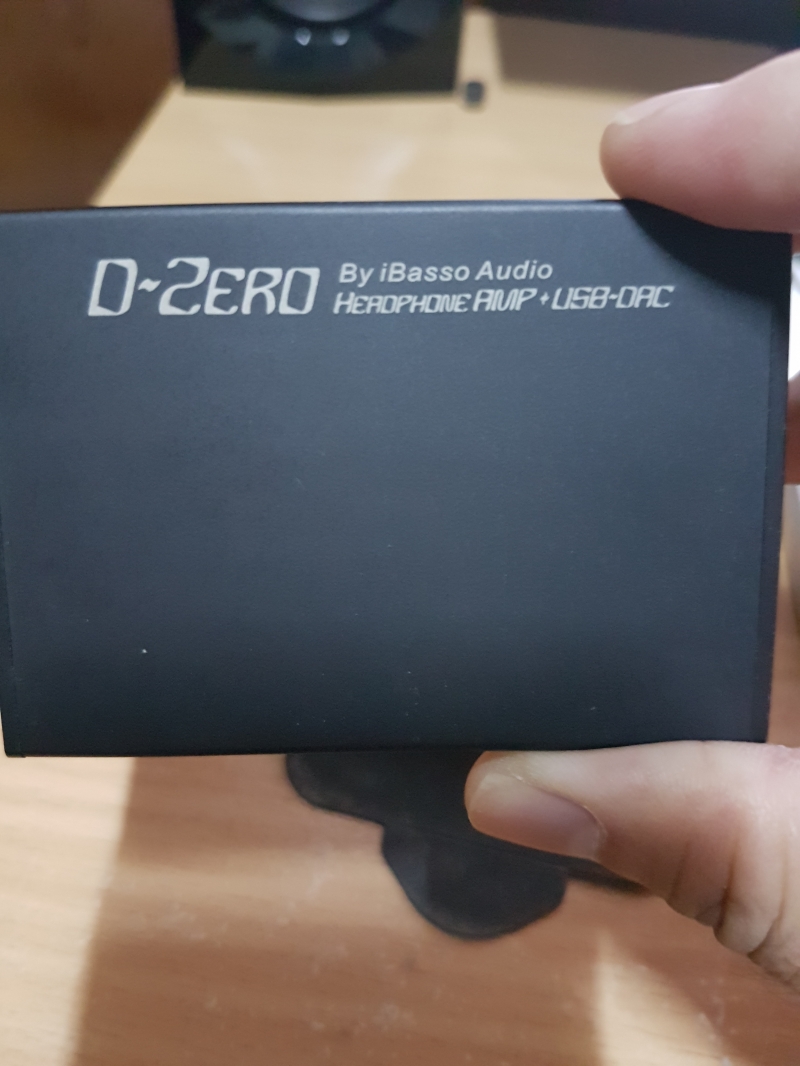 D-ZERO
By iBasso Audio
HEADPHONE AMP + USB-DAC